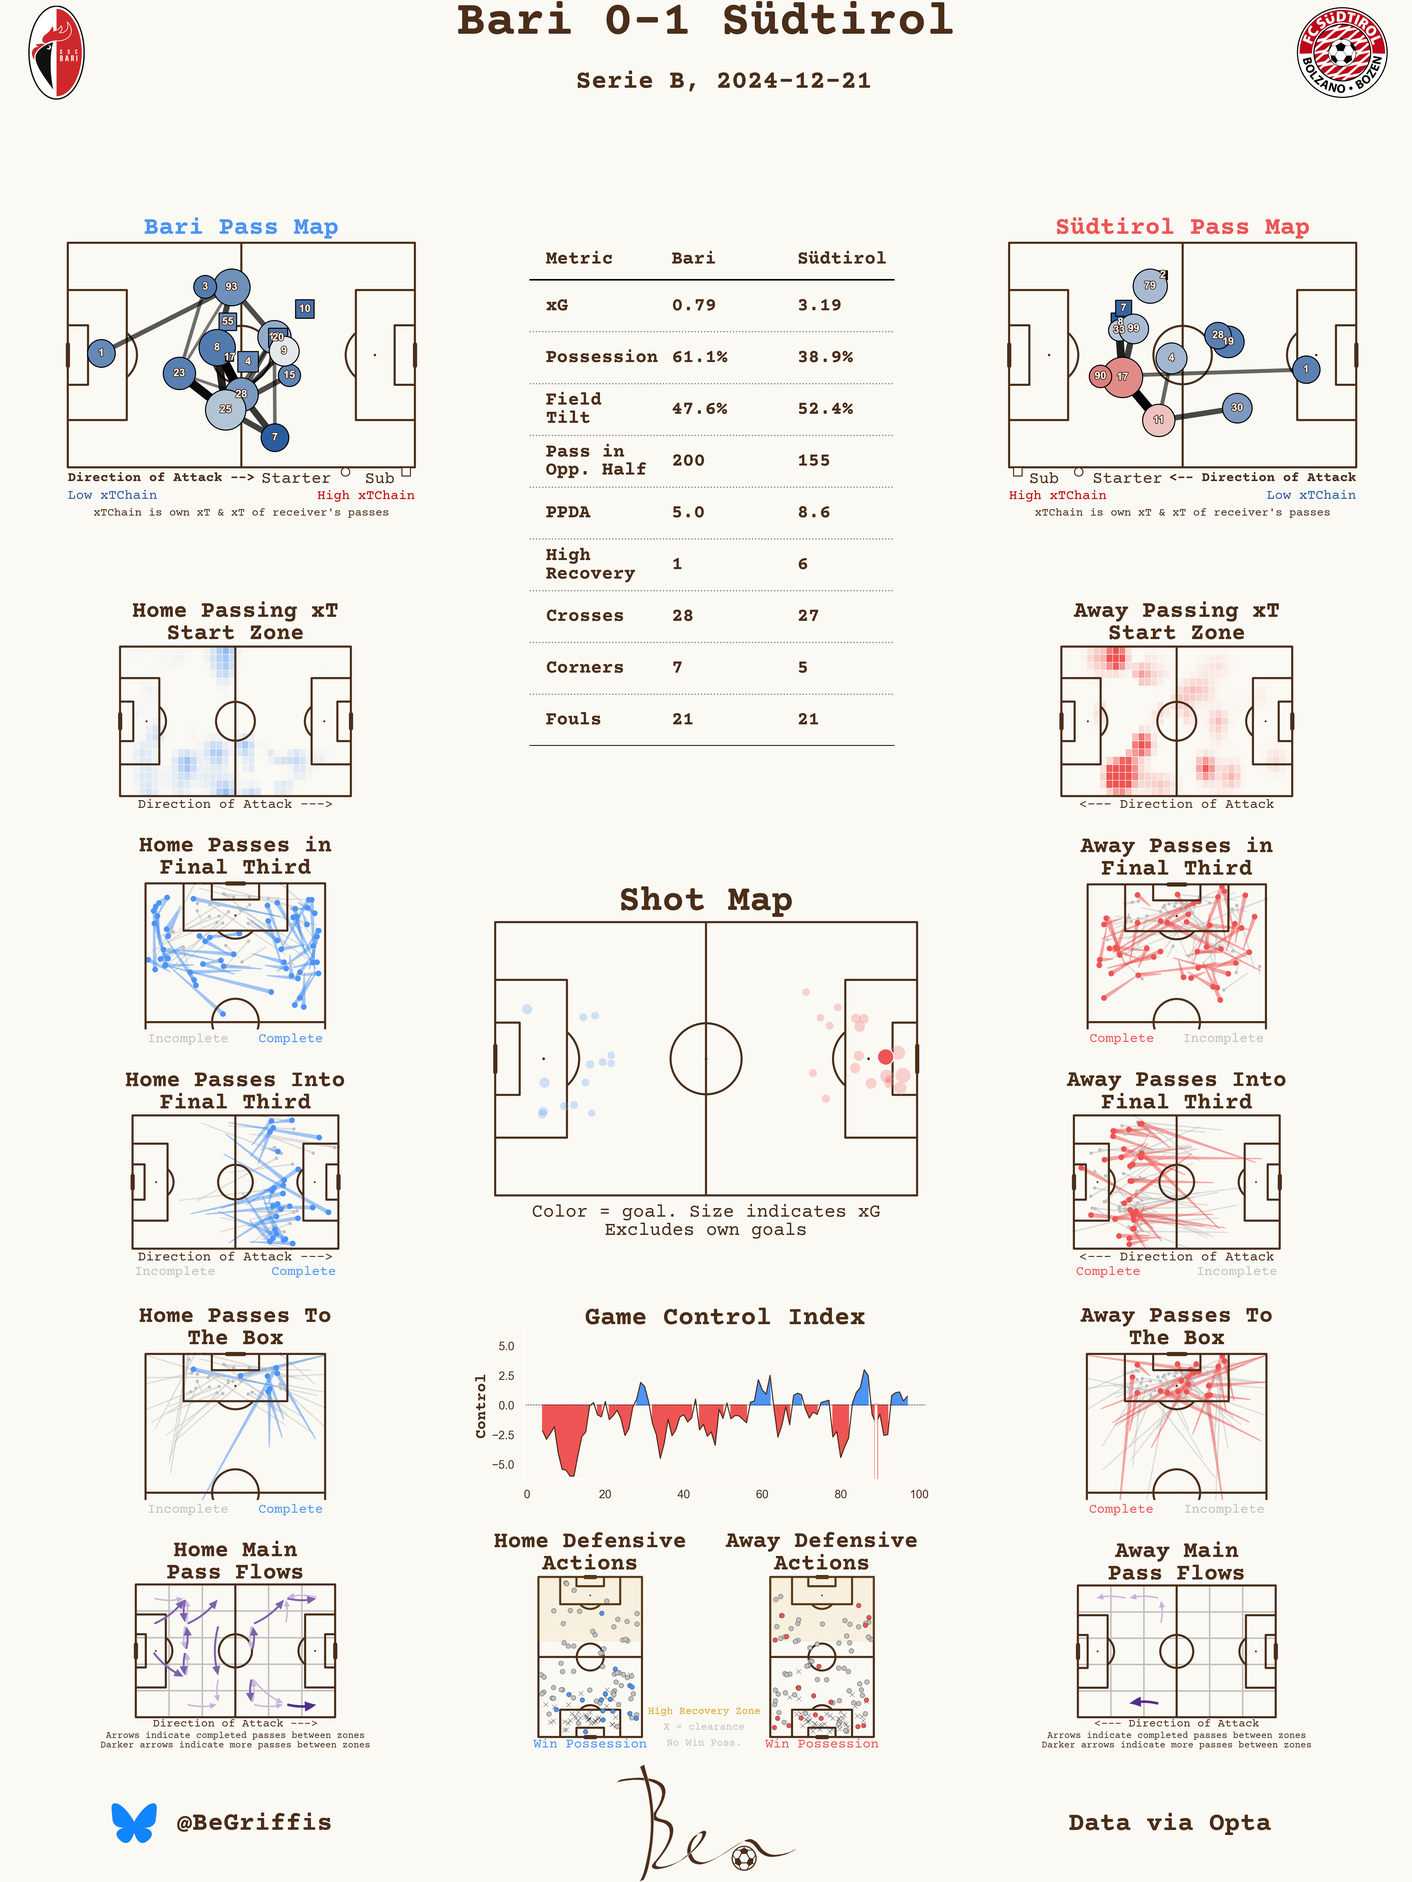 Bari 0-1 Südtirol
Serie B, 2024-12-21
SSC
BARI
FC SÜDTIROL
BOLZANO • BOZEN
Bari Pass Map
3
93
10
55
1
8
17
20
9
4
23
15
28
25
7
Direction of Attack --> Starter Sub
Low xTChain High xTChain
xTChain is own xT & xT of receiver's passes
Metric Bari Südtirol
xG 0.79 3.19
Possession 61.1% 38.9%
Field
Tilt 47.6% 52.4%
Pass in
Opp. Half 200 155
PPDA 5.0 8.6
High
Recovery 1 6
Crosses 28 27
Corners 7 5
Fouls 21 21
Südtirol Pass Map
2
79
7
8
33
99
28
19
4
1
90
17
30
11
Sub Starter <-- Direction of Attack
High xTChain Low xTChain
xTChain is own xT & xT of receiver's passes
Home Passing xT
Start Zone
Direction of Attack --->
Away Passing xT
Start Zone
<--- Direction of Attack
Home Passes in
Final Third
Incomplete Complete
Shot Map
Color = goal. Size indicates xG
Excludes own goals
Away Passes in
Final Third
Complete Incomplete
Home Passes Into
Final Third
Direction of Attack --->
Incomplete Complete
Away Passes Into
Final Third
<--- Direction of Attack
Complete Incomplete
Home Passes To
The Box
Incomplete Complete
Game Control Index
Control
5.0
2.5
0.0
−2.5
−5.0
0 20 40 60 80 100
Away Passes To
The Box
Complete Incomplete
Home Main
Pass Flows
Direction of Attack --->
Arrows indicate completed passes between zones
Darker arrows indicate more passes between zones
Home Defensive
Actions
Win Possession
High Recovery Zone
X = clearance
No Win Poss.
Away Defensive
Actions
Win Possession
Away Main
Pass Flows
<--- Direction of Attack
Arrows indicate completed passes between zones
Darker arrows indicate more passes between zones
@BeGriffis
Ben
Data via Opta